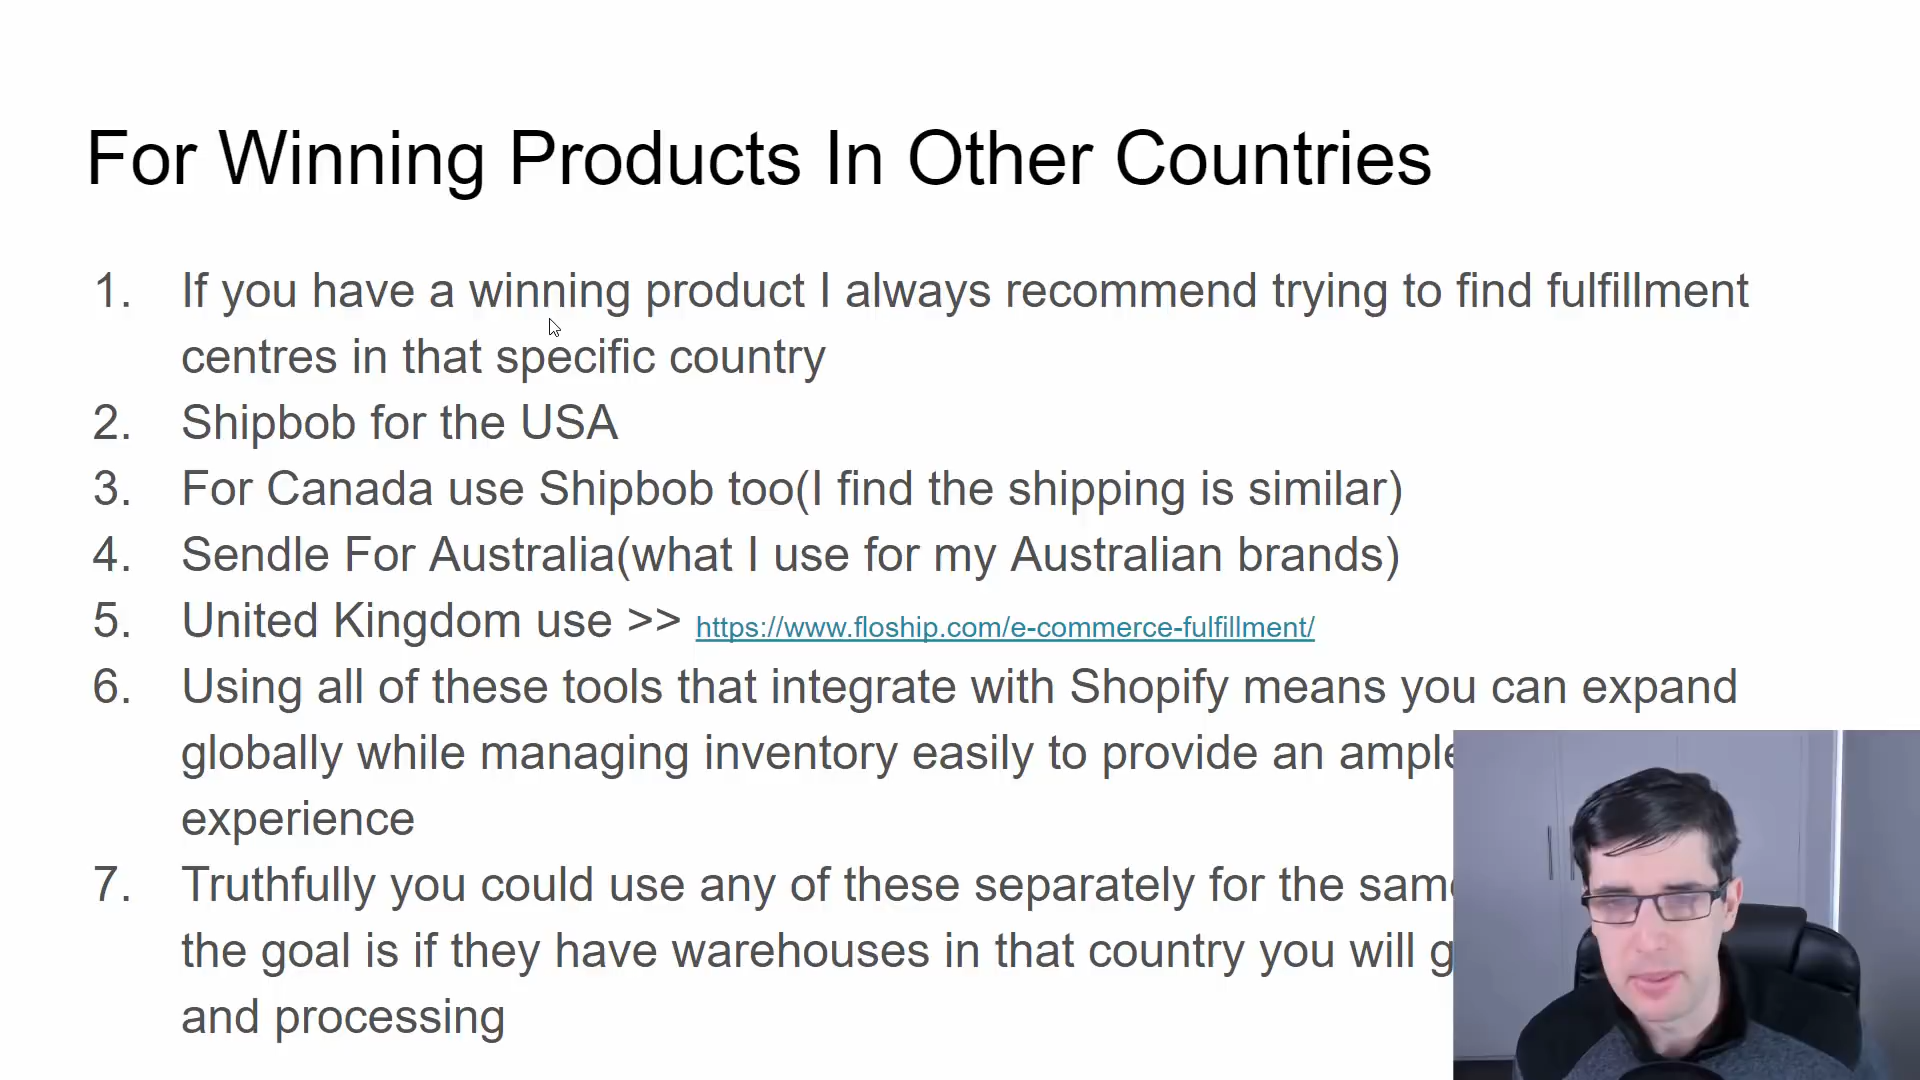 For Winning Products In Other Countries
1. If you have a winning product I always recommend trying to find fulfillment
centres in that specific country
2. Shipbob for the USA
3. For Canada use Shipbob too(I find the shipping is similar)
4. Sendle For Australia(what I use for my Australian brands)
5. United Kingdom use >> https://www.floship.com/e-commerce-fulfillment/
6. Using all of these tools that integrate with Shopify means you can expand
globally while managing inventory easily to provide an ample
experience
7. Truthfully you could use any of these separately for the same
the goal is if they have warehouses in that country you will
and processing